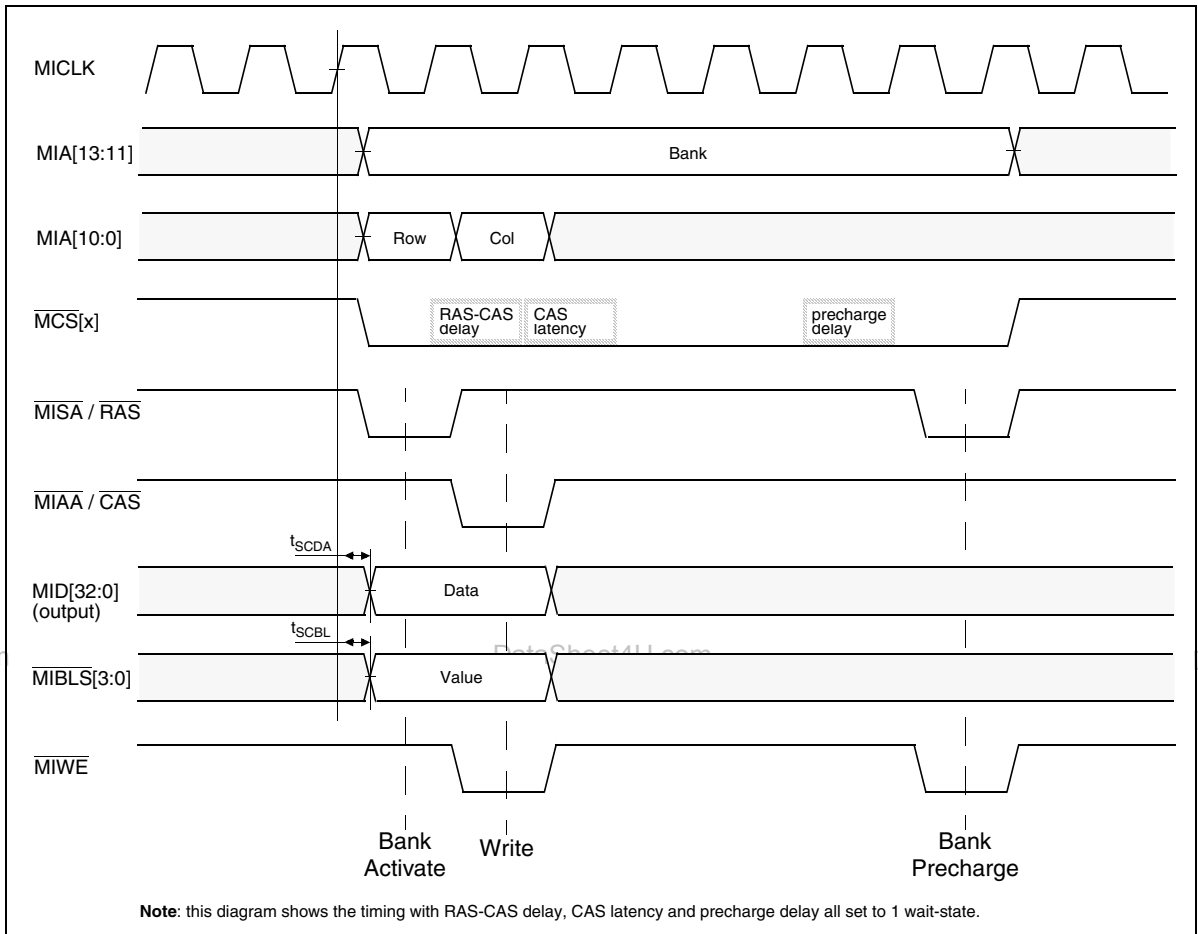 MICLK
MIA[13:11]
Bank
MIA[10:0]
Row
Col
MCS[x]
RAS-CAS
delay
CAS
latency
precharge
delay
MISA / RAS
MIAA / CAS
tSCDA
MID[32:0]
(output)
Data
tSCBL
DataSheet4U.com
MIBLS[3:0]
Value
MIWE
Bank
Activate
Write
Bank
Precharge
Note: this diagram shows the timing with RAS-CAS delay, CAS latency and precharge delay all set to 1 wait-state.